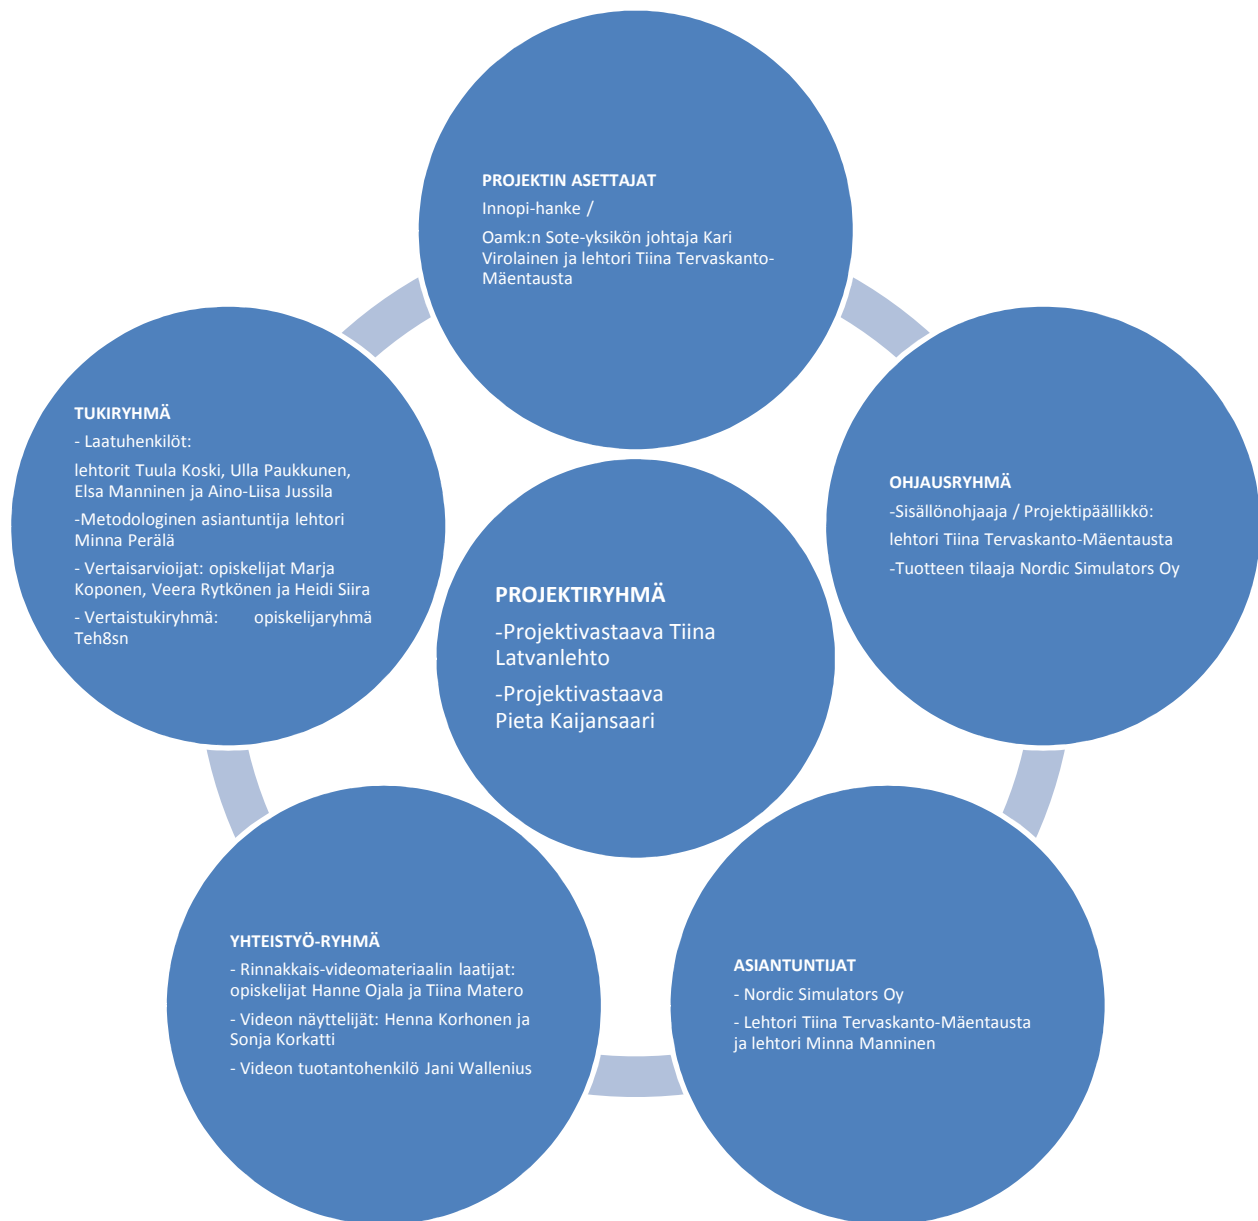 PROJEKTIN ASETTAJAT
Innopi-hanke /
Oamk:n Sote-yksikön johtaja Kari
Virolainen ja lehtori Tiina Tervaskanto-
Mäentausta
TUKIRYHMÄ
- Laatuhenkilöt:
lehtorit Tuula Koski, Ulla Paukkunen,
Elsa Manninen ja Aino-Liisa Jussila
-Metodologinen asiantuntija lehtori
Minna Perälä
- Vertaisarvioijat: opiskelijat Marja
Koponen, Veera Rytkönen ja Heidi Siira
- Vertaistukiryhmä: opiskelijaryhmä
Teh8sn
OHJAUSRYHMÄ
-Sisällönohjaaja / Projektipäällikkö:
lehtori Tiina Tervaskanto-Mäentausta
-Tuotteen tilaaja Nordic Simulators Oy
PROJEKTIRYHMÄ
-Projektivastaava Tiina
Latvanlehto
-Projektivastaava
Pieta Kaijansaari
YHTEISTYÖ-RYHMÄ
- Rinnakkais-videomateriaalin laatijat:
opiskelijat Hanne Ojala ja Tiina Matero
- Videon näyttelijät: Henna Korhonen ja
Sonja Korkatti
- Videon tuotantohenkilö Jani Wallenius
ASIANTUNTIJAT
- Nordic Simulators Oy
- Lehtori Tiina Tervaskanto-Mäentausta
ja lehtori Minna Manninen